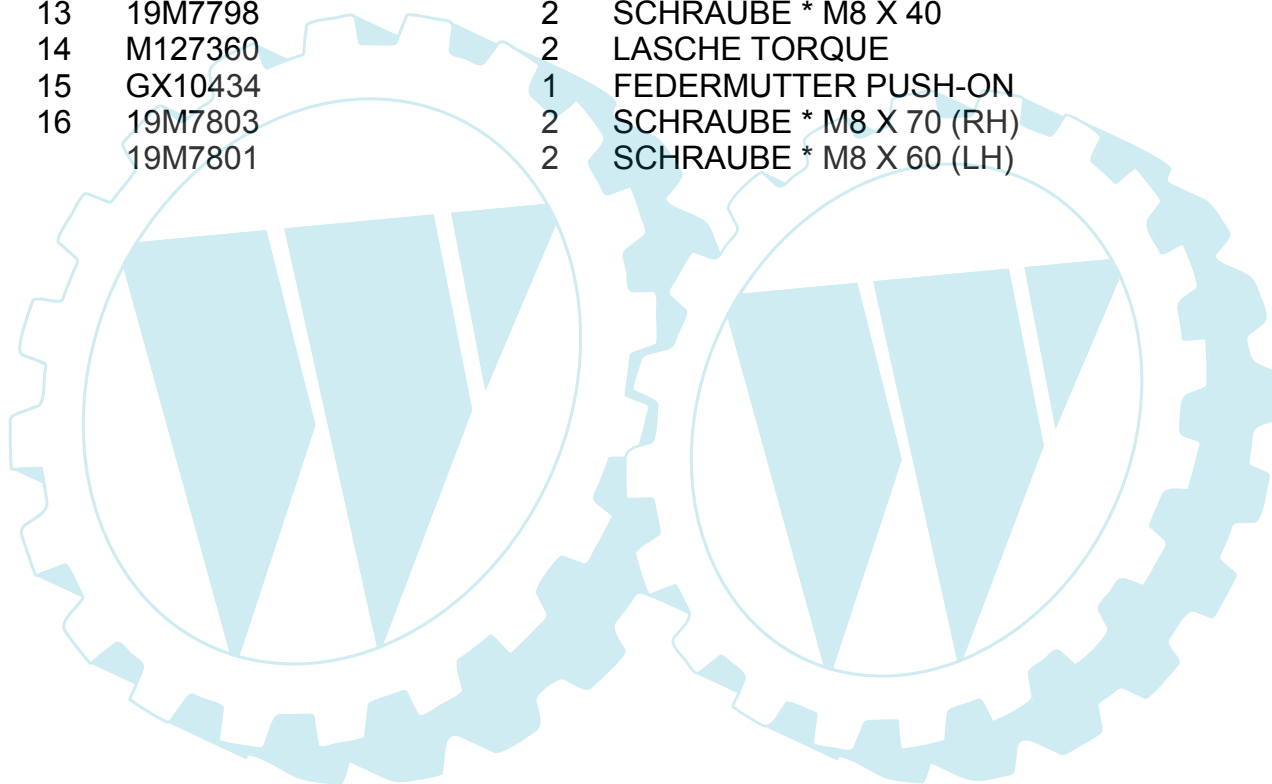 13 19M7798 2 SCHRAUBE * M8 X 40
14 M127360 2 LASCHE TORQUE
15 GX10434 1 FEDERMUTTER PUSH-ON
16 19M7803 2 SCHRAUBE * M8 X 70 (RH)
19M7801 2 SCHRAUBE * M8 X 60 (LH)